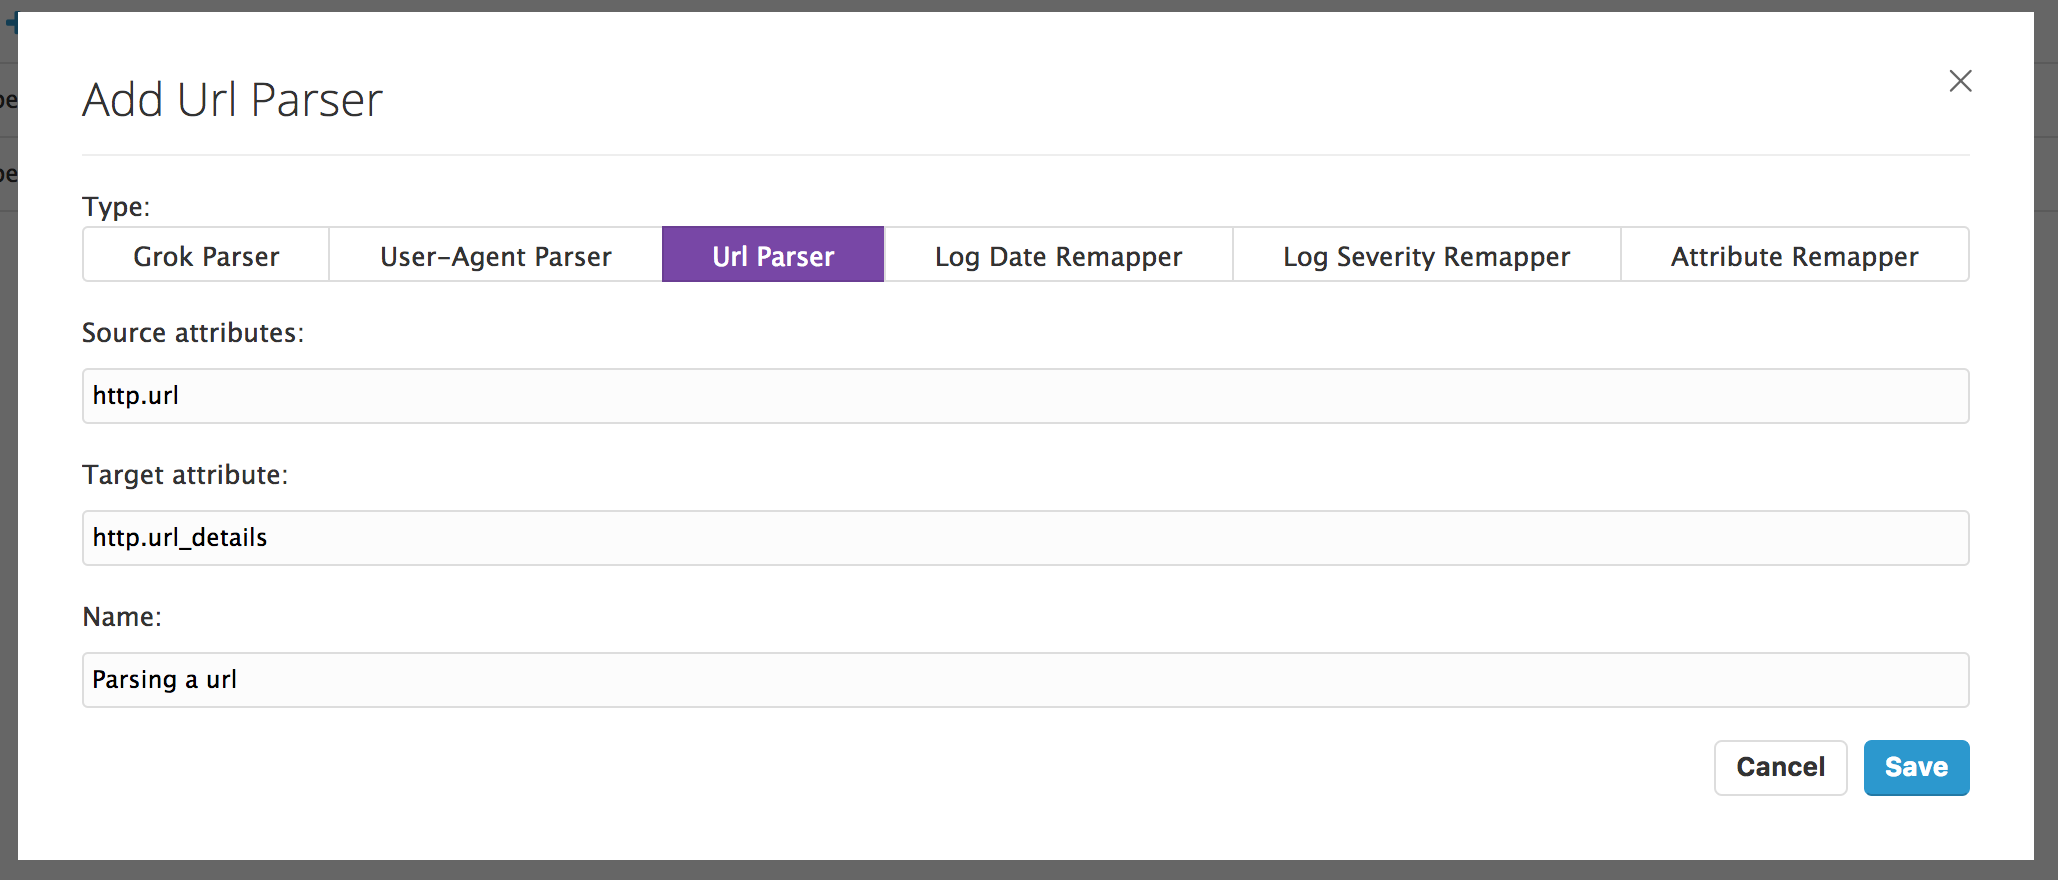 Add Url Parser
Type:
Grok Parser User-Agent Parser Url Parser Log Date Remapper Log Severity Remapper Attribute Remapper
Source attributes:
http.url
Target attribute:
http.url_details
Name:
Parsing a url
Cancel Save